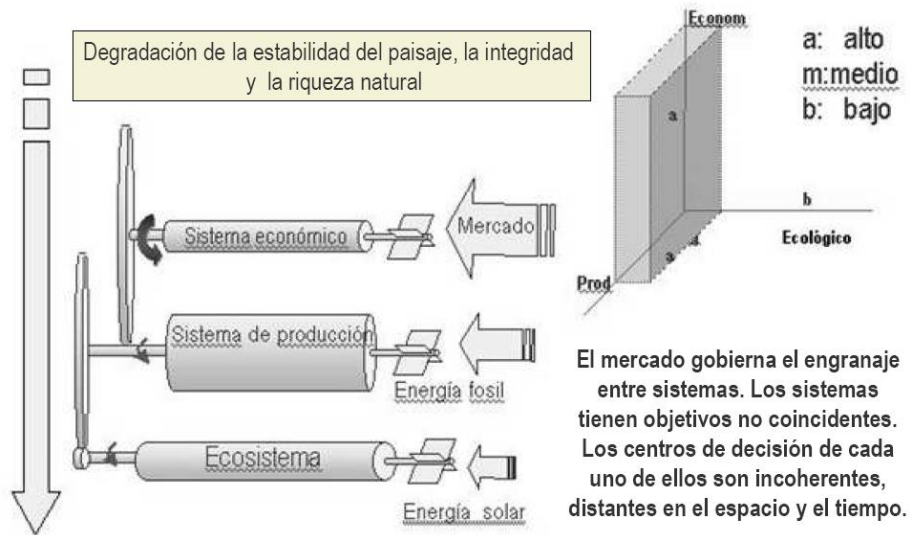 Degradación de la estabilidad del paisaje, la integridad
y la riqueza natural
Sistema económico
Mercado
Sistema de producción
Energía fosil
Ecosistema
Energía solar
Econom
a
b
Ecológico
a
a
Prod
a: alto
m:medio
b: bajo
El mercado gobierna el engranaje
entre sistemas. Los sistemas
tienen objetivos no coincidentes.
Los centros de decisión de cada
uno de ellos son incoherentes,
distantes en el espacio y el tiempo.